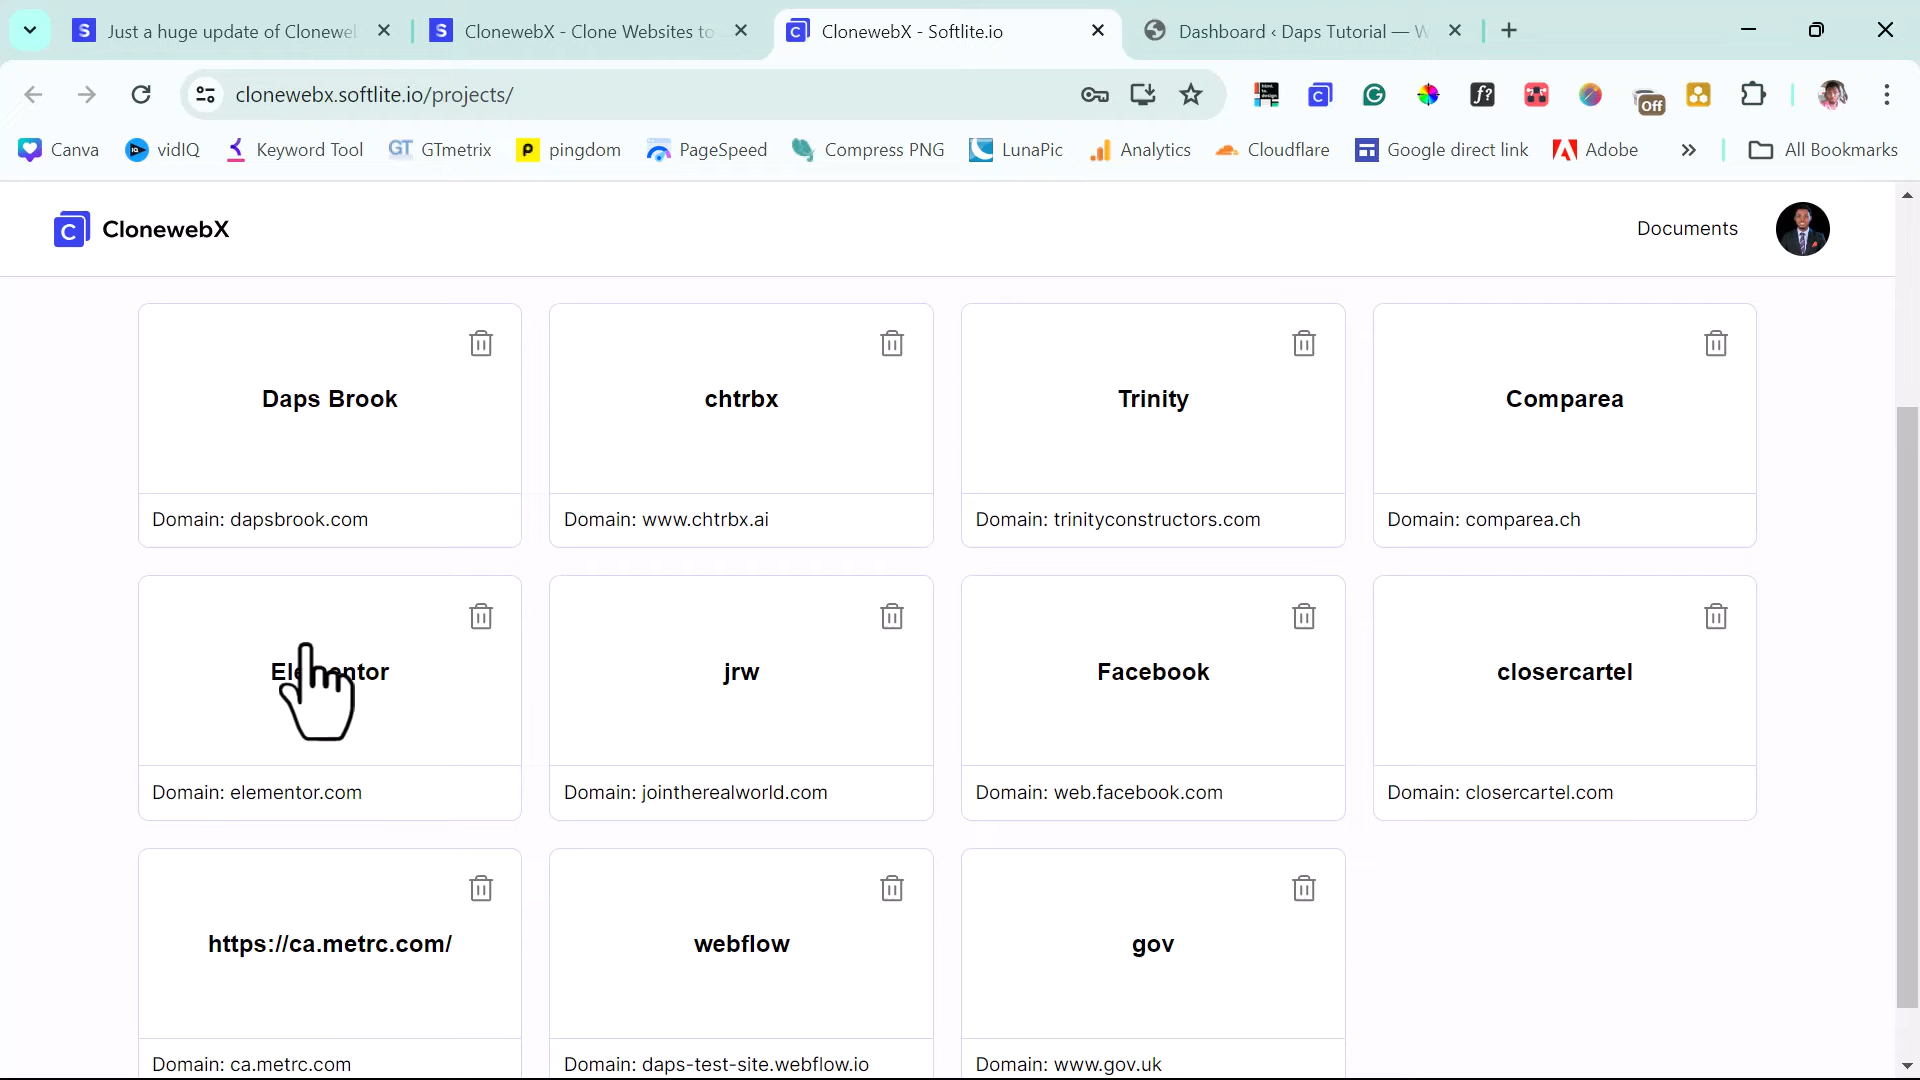 Just a huge update of Clonewel
ClonewebX - Clone Websites to
ClonewebX - Softlite.io
Dashboard ‹ Daps Tutorial — W
clonewebx.softlite.io/projects/
Off
Canva
vidIQ
Keyword Tool
GTmetrix
pingdom
PageSpeed
Compress PNG
LunaPic
Analytics
Cloudflare
Google direct link
Adobe
All Bookmarks
ClonewebX
Documents
Daps Brook
chtrbx
Trinity
Comparea
Domain: dapsbrook.com
Domain: www.chtrbx.ai
Domain: trinityconstructors.com
Domain: comparea.ch
jrw
Facebook
closercartel
Domain: elementor.com
Domain: jointherealworld.com
Domain: web.facebook.com
Domain: closercartel.com
https://ca.metrc.com/
webflow
gov
Domain: ca.metrc.com
Domain: daps-test-site.webflow.io
Domain: www.gov.uk